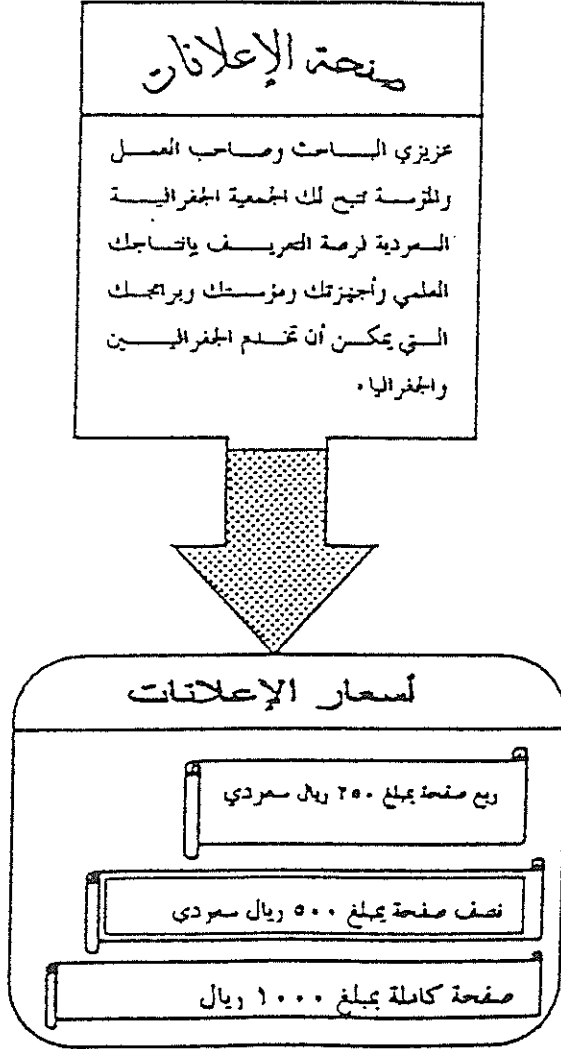 صفحة الإعلانات
عزيزي الباحث وصاحب العمل
والمؤسسة تتيح لك الجمعية الجغرافية
السعودية فرصة التعريف بإنتاجك
العلمي وأجهزتك ومؤسستك وبرامجك
التي يمكن أن تخدم الجغرافيين
والجغرافيا.
أسعار الإعلانات
ربع صفحة بمبلغ ٢٥٠ ريال سعودي
نصف صفحة بمبلغ ٥٠٠ ريال سعودي
صفحة كاملة بمبلغ ١٠٠٠ ريال